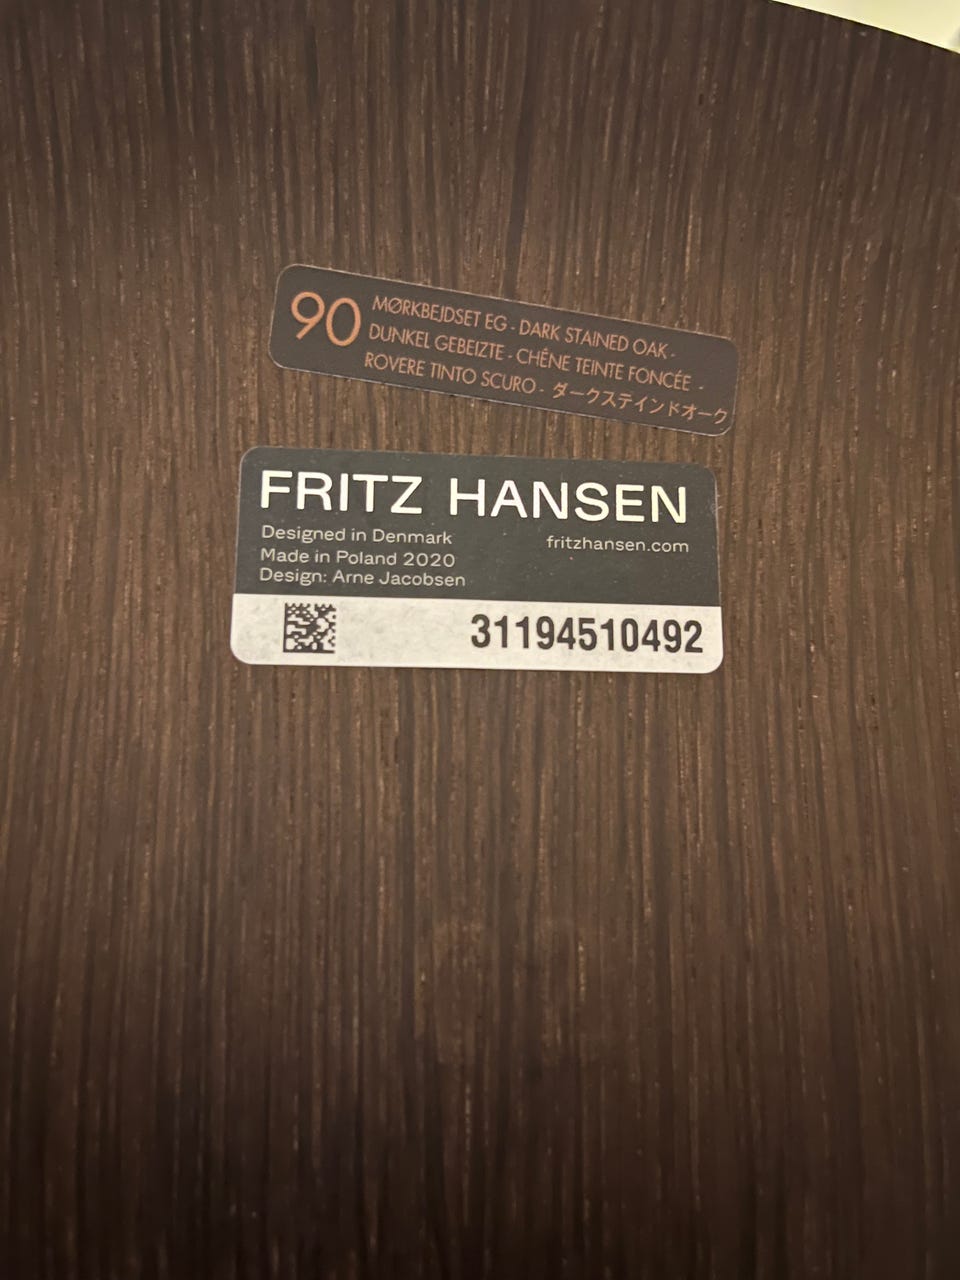 90
MØRKBEJDSET EG - DARK STAINED OAK -
DUNKEL GEBEIZTE - CHÊNE TEINTE FONCÉE -
ROVERE TINTO SCURO - ダークステインドオーク
FRITZ HANSEN
Designed in Denmark
fritzhansen.com
Made in Poland 2020
Design: Arne Jacobsen
31194510492